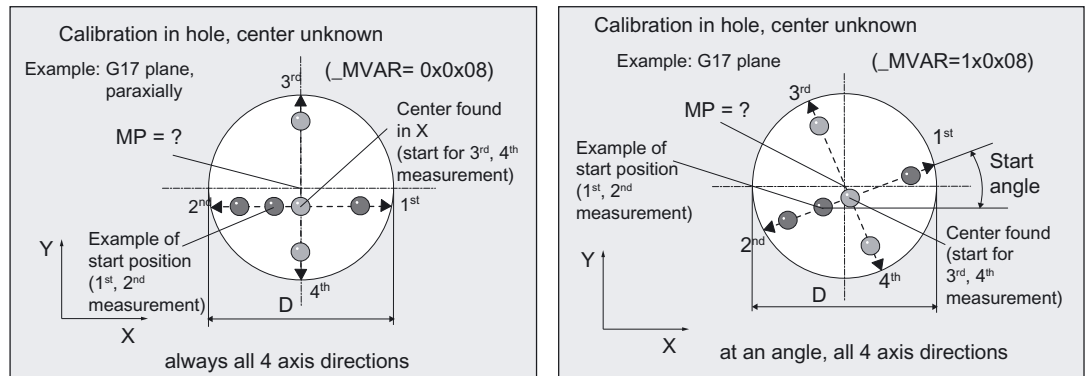 Calibration in hole, center unknown
Example: G17 plane,
paraxially
(_MVAR= 0x0x08)
3rd
MP = ?
Center found
in X
(start for 3rd, 4th
measurement)
2nd
1st
Example of
start position
(1st, 2nd
measurement)
Y
X
4th
D
always all 4 axis directions
Calibration in hole, center unknown
Example: G17 plane
(_MVAR=1x0x08)
3rd
MP = ?
1st
Example of
start position
(1st, 2nd
measurement)
Start
angle
2nd
Center found
(start for
3rd, 4th
measurement)
Y
X
4th
D
at an angle, all 4 axis directions